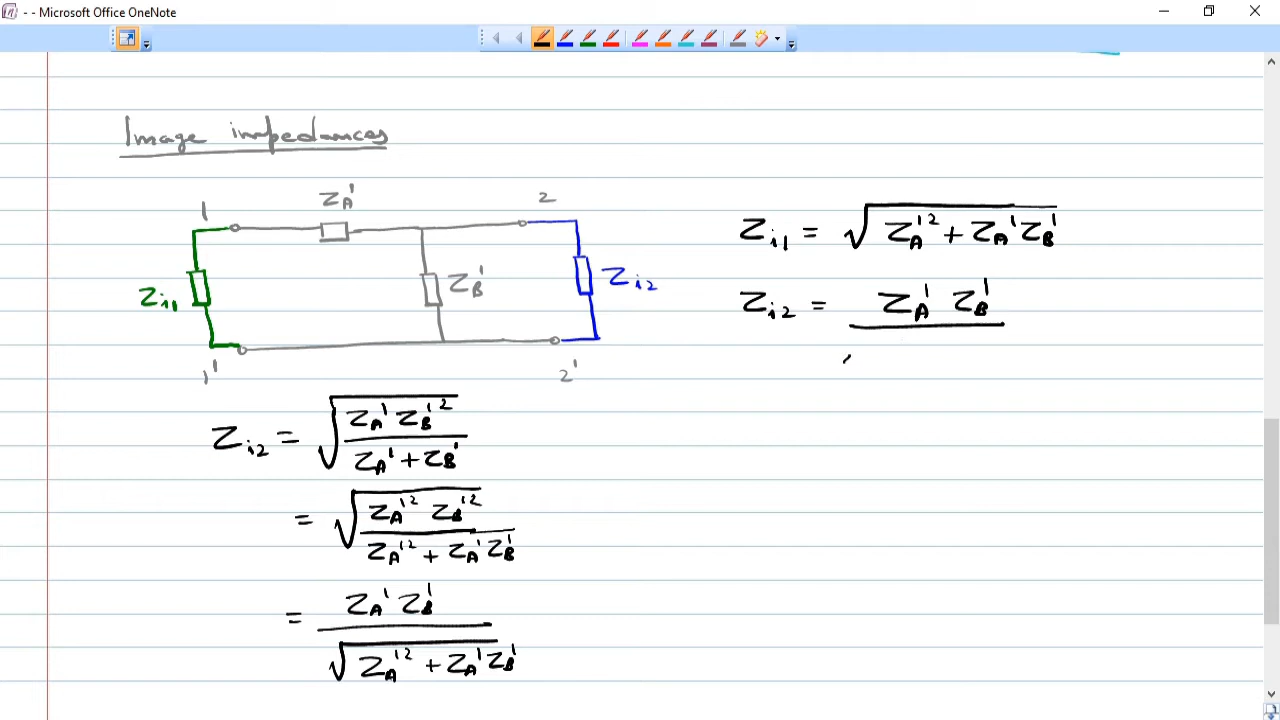 - - Microsoft Office OneNote
Image impedances
Z_A' 2
1
Z_B' Z_i2
Z_i1
1' 2'
Z_i1 = √(Z_A'² + Z_A' Z_B')
Z_i2 = Z_A' Z_B'
Z_i2 = √(Z_A' Z_B'² / (Z_A' + Z_B'))
= √(Z_A'² Z_B'² / (Z_A'² + Z_A' Z_B'))
= Z_A' Z_B' / √(Z_A'² + Z_A' Z_B')